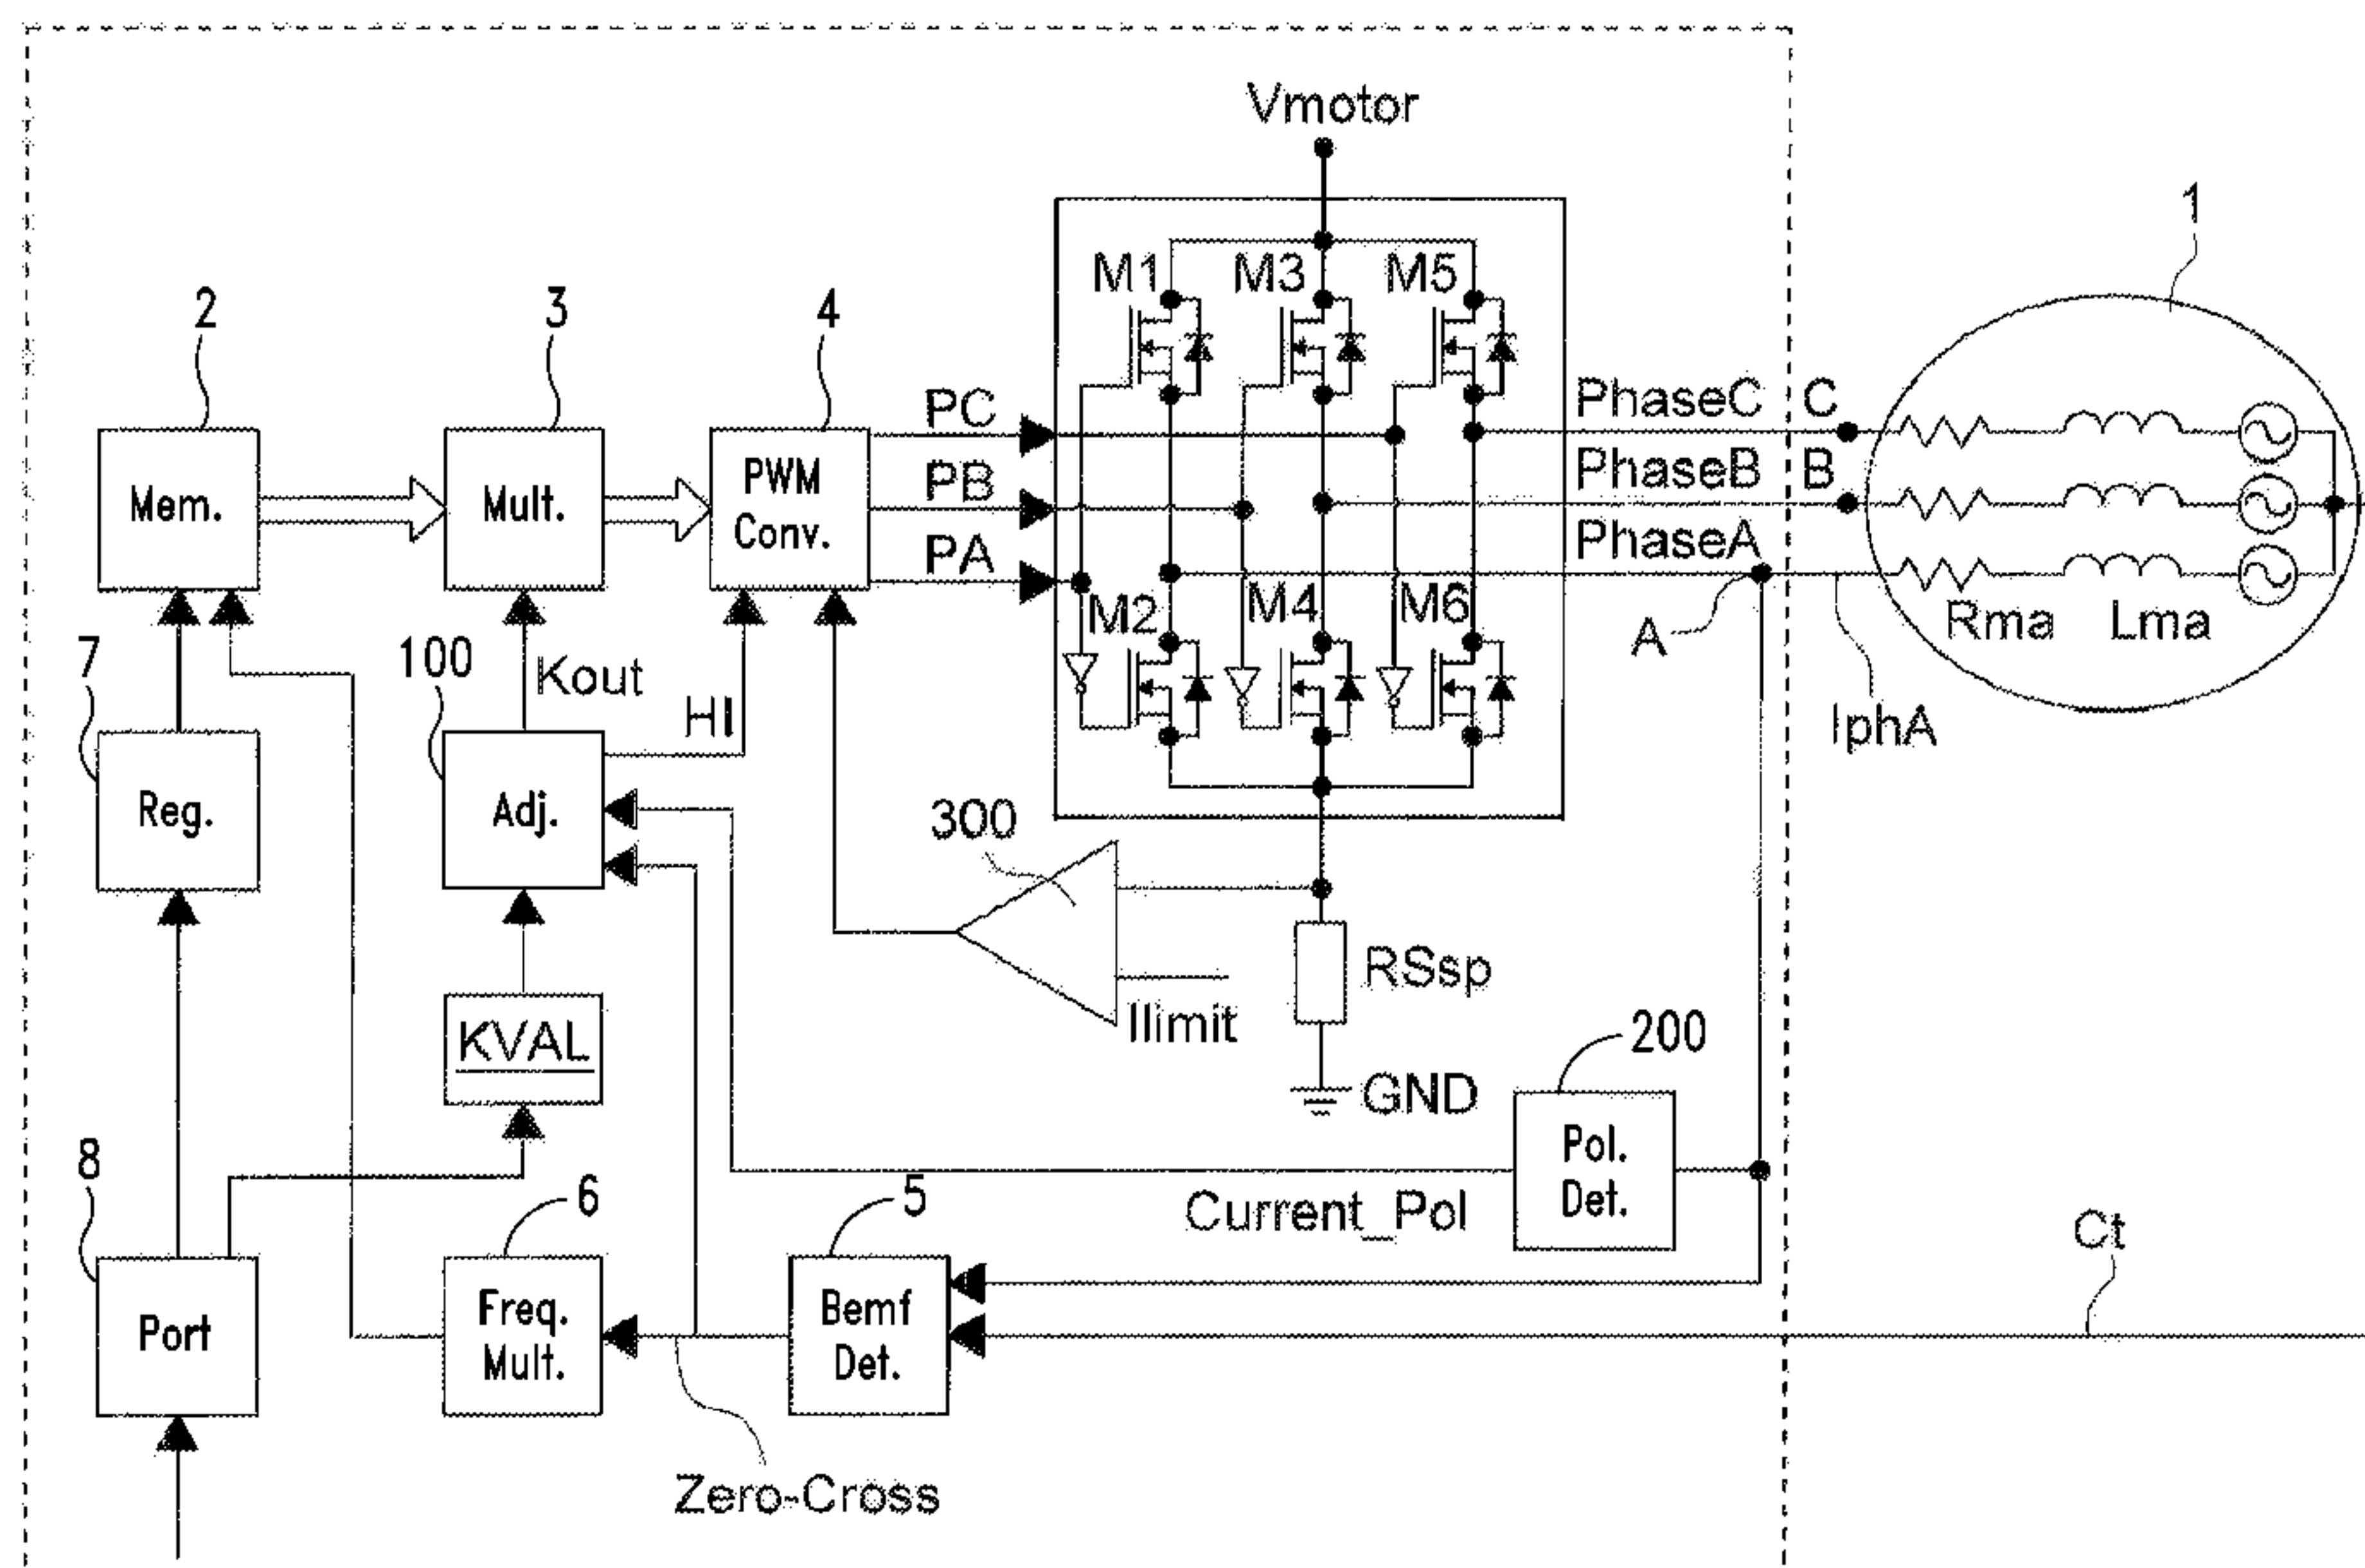 Vmotor
1
2
3
4
M1
M3
M5
PC
PhaseC
C
Mem.
Mult.
PWM
Conv.
PB
PhaseB
B
PA
PhaseA
M2
M4
M6
A
Rma
Lma
7
100
Kout
HI
IphA
Reg.
Adj.
300
RSsp
Ilimit
KVAL
200
GND
Pol.
Det.
8
6
5
Current_Pol
Ct
Port
Freq.
Mult.
Bemf
Det.
Zero-Cross